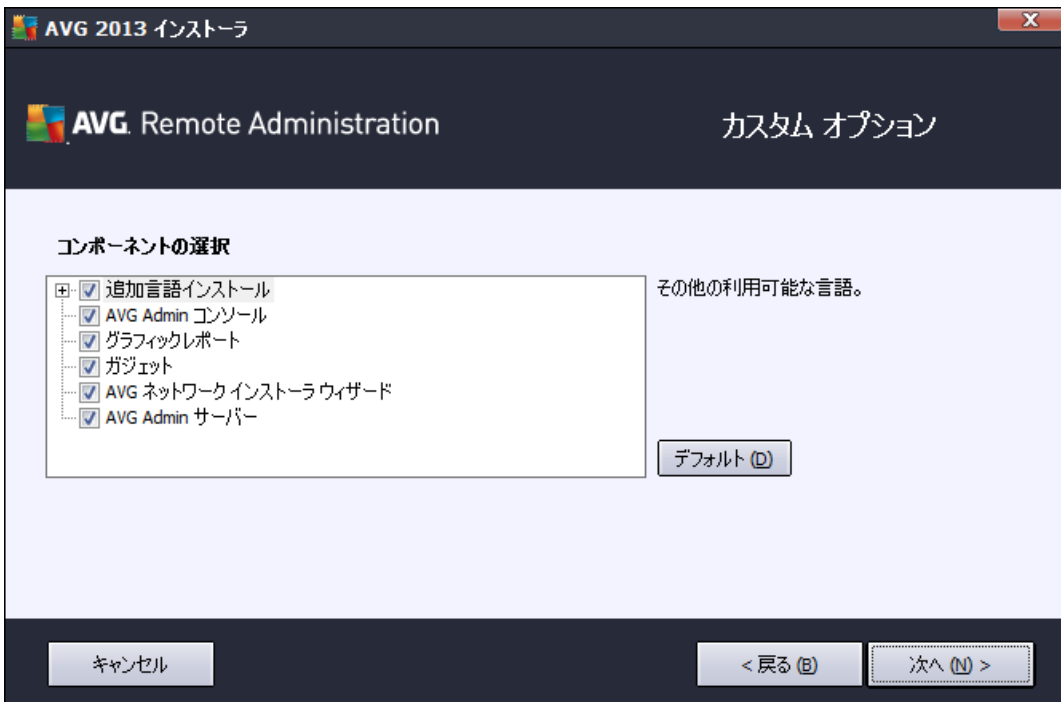 AVG 2013 インストーラ
AVG. Remote Administration
カスタム オプション
コンポーネントの選択
追加言語インストール
AVG Admin コンソール
グラフィックレポート
ガジェット
AVG ネットワーク インストーラ ウィザード
AVG Admin サーバー
その他の利用可能な言語。
デフォルト (D)
キャンセル
< 戻る (B)
次へ (N) >